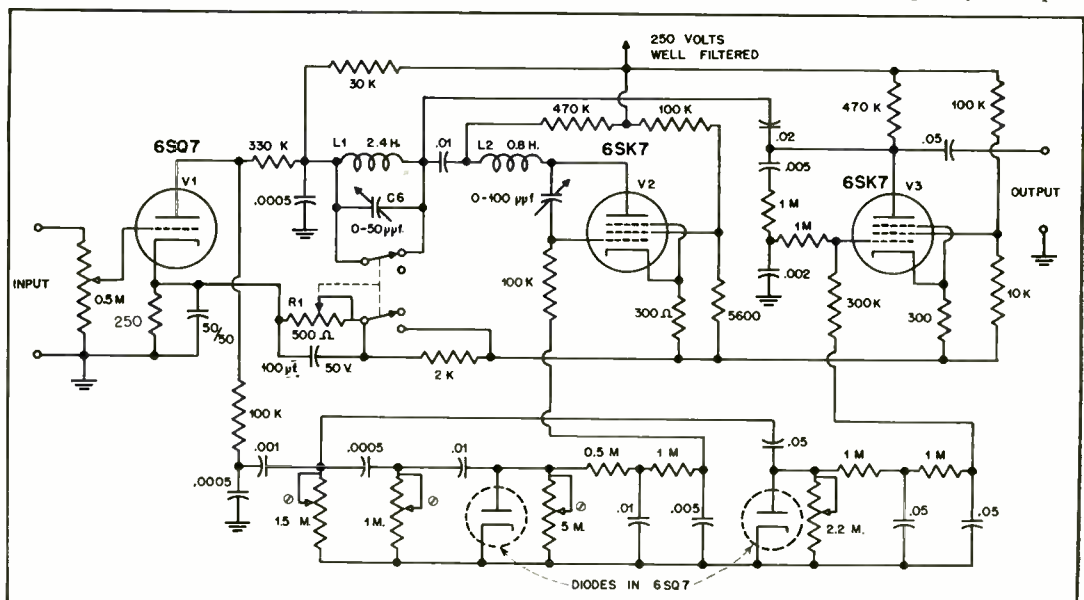 250 VOLTS
WELL FILTERED
30 K
470 K
100 K
470 K
100 K
6SQ7
330 K
L1
2.4 H.
.01
L2
0.8 H.
6SK7
.02
.05
V1
.0005
C6
0-50 µµf.
0-100 µµf
V2
.005
1 M
6SK7
V3
OUTPUT
INPUT
0.5 M
1 M
250
50/50
R1
500 Ω
100 K
300 Ω
5600
.002
300 K
300
10 K
100 µf.
50 V.
2 K
100 K
.001
.0005
.01
0.5 M
1 M
.05
1 M
1 M
.0005
1.5 M.
1 M.
5 M.
.01
.005
2.2 M.
.05
.05
DIODES IN 6SQ7